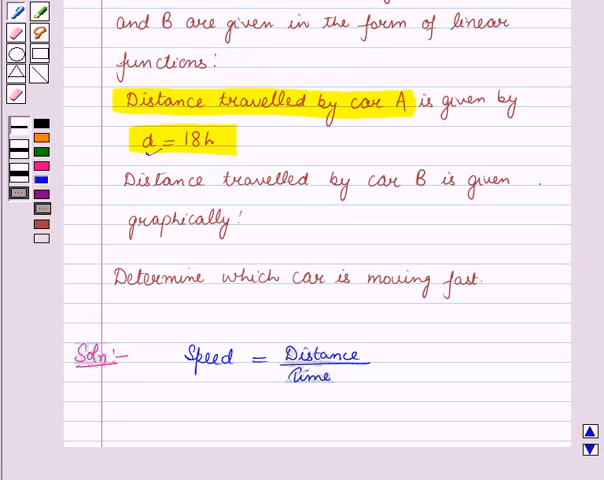 and B are given in the form of linear
functions:
Distance travelled by car A is given by
d = 18h
Distance travelled by car B is given .
graphically:
Determine which car is moving fast.
Soln:- Speed = Distance
Time